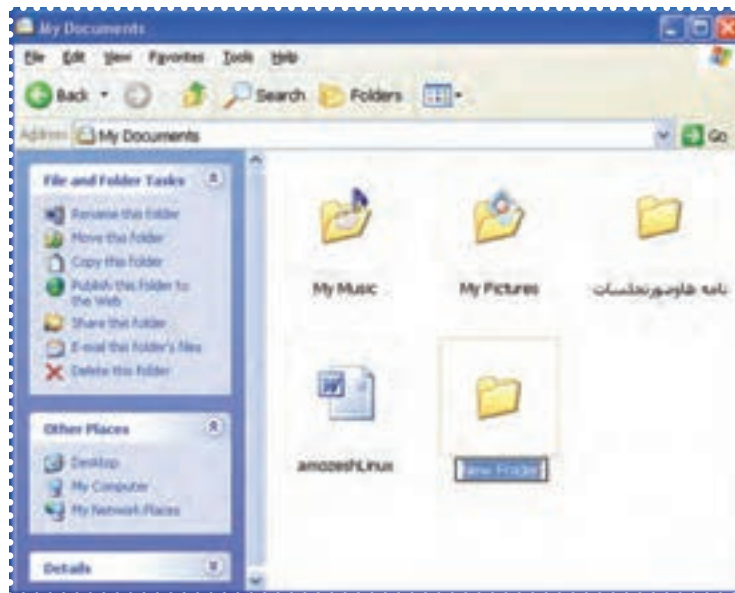 My Documents
File Edit View Favorites Tools Help
Back Search Folders
Address My Documents Go
File and Folder Tasks
Rename this folder
Move this folder
Copy this folder
Publish this folder to
the Web
Share this folder
E-mail this folder's files
Delete this folder
Other Places
Desktop
My Computer
My Network Places
Details
My Music My Pictures نامه هاوصورتجلسات
amozeshLinux New Folder